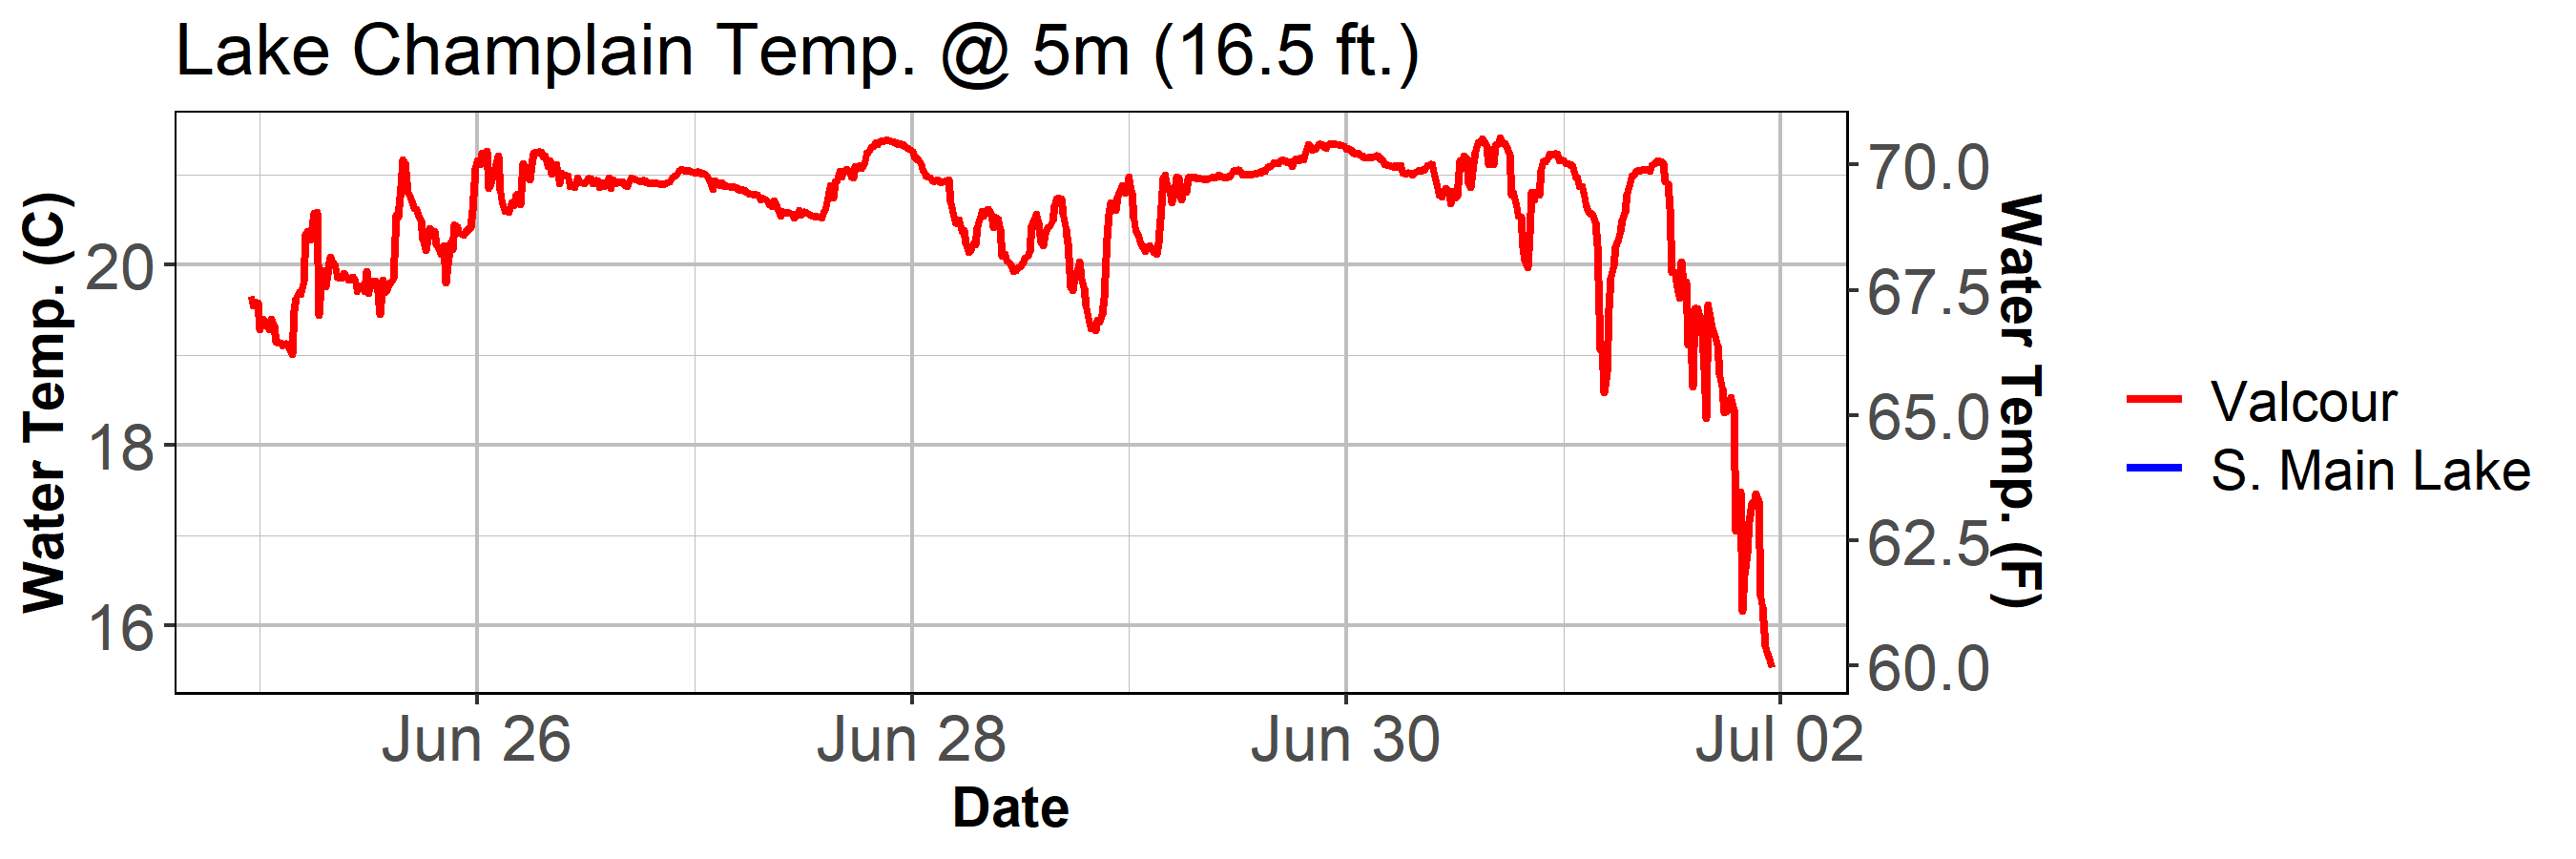 Lake Champlain Temp. @ 5m (16.5 ft.)
Water Temp. (C)
20
18
16
70.0
67.5
65.0
62.5
60.0
Water Temp. (F)
Jun 26
Jun 28
Jun 30
Jul 02
Date
Valcour
S. Main Lake